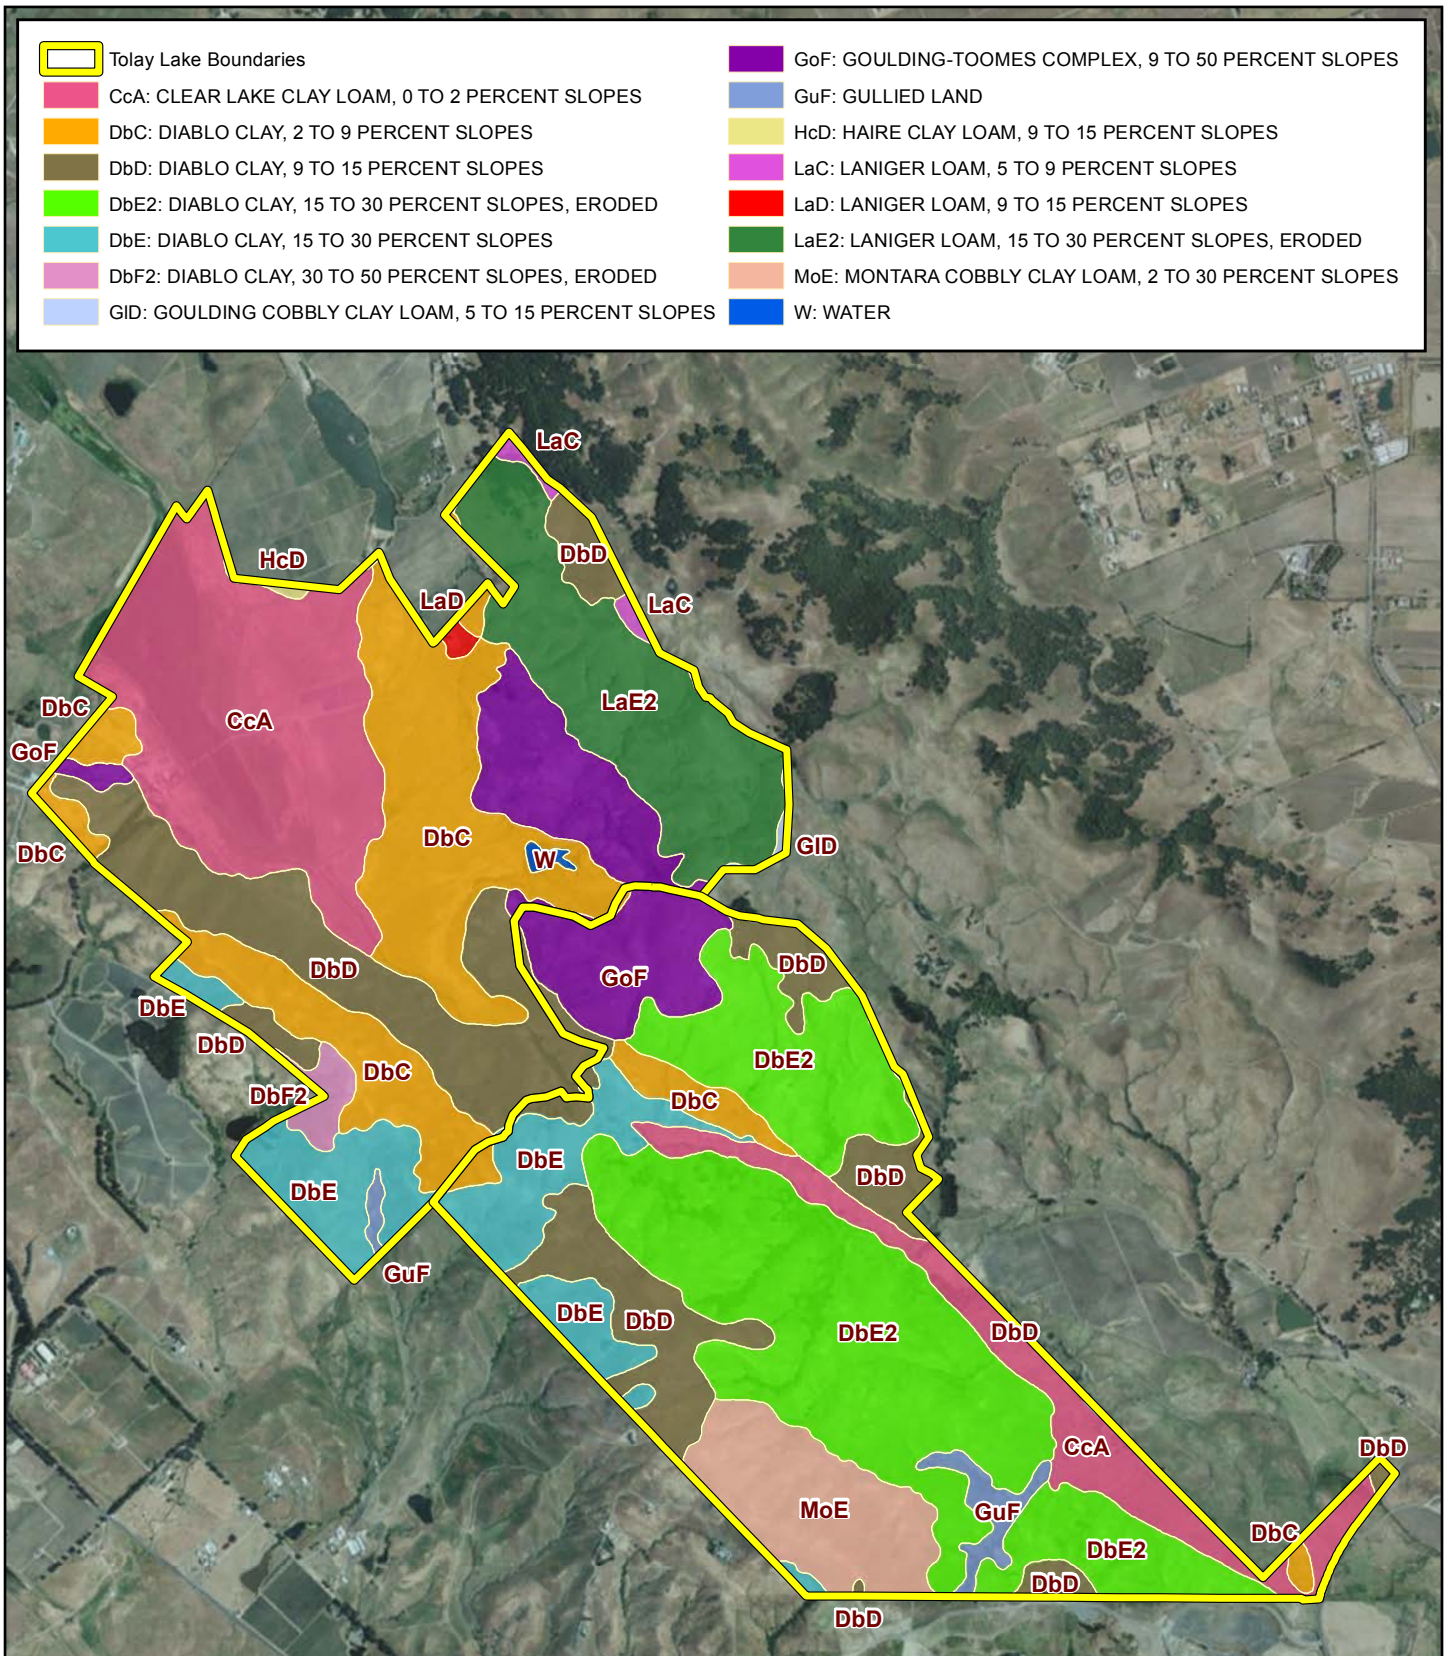 Tolay Lake Boundaries
CcA: CLEAR LAKE CLAY LOAM, 0 TO 2 PERCENT SLOPES
DbC: DIABLO CLAY, 2 TO 9 PERCENT SLOPES
DbD: DIABLO CLAY, 9 TO 15 PERCENT SLOPES
DbE2: DIABLO CLAY, 15 TO 30 PERCENT SLOPES, ERODED
DbE: DIABLO CLAY, 15 TO 30 PERCENT SLOPES
DbF2: DIABLO CLAY, 30 TO 50 PERCENT SLOPES, ERODED
GlD: GOULDING COBBLY CLAY LOAM, 5 TO 15 PERCENT SLOPES
GoF: GOULDING-TOOMES COMPLEX, 9 TO 50 PERCENT SLOPES
GuF: GULLIED LAND
HcD: HAIRE CLAY LOAM, 9 TO 15 PERCENT SLOPES
LaC: LANIGER LOAM, 5 TO 9 PERCENT SLOPES
LaD: LANIGER LOAM, 9 TO 15 PERCENT SLOPES
LaE2: LANIGER LOAM, 15 TO 30 PERCENT SLOPES, ERODED
MoE: MONTARA COBBLY CLAY LOAM, 2 TO 30 PERCENT SLOPES
W: WATER
LaC
DbD
HcD
LaD
LaC
LaE2
DbC
CcA
GoF
DbC
W
GlD
DbC
DbD
GoF
DbD
DbE
DbD
DbE2
DbC
DbF2
DbC
DbE
DbD
DbE
GuF
DbE
DbD
DbE2
DbD
CcA
DbD
MoE
GuF
DbC
DbE2
DbD
DbD